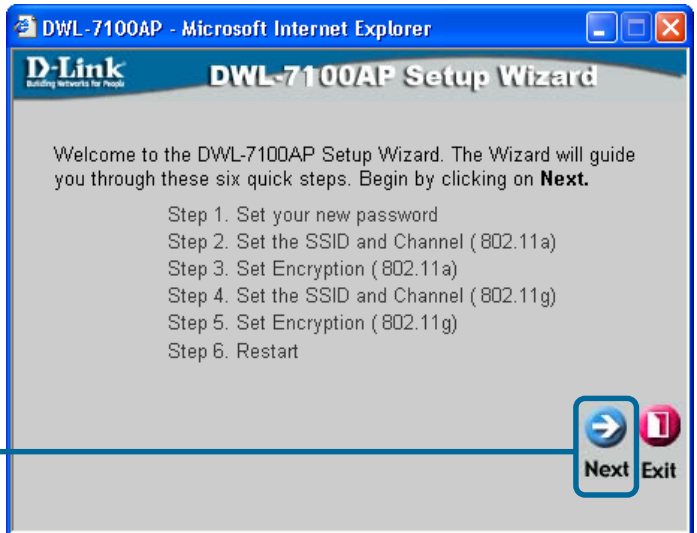 DWL-7100AP - Microsoft Internet Explorer
D-Link
Building Networks for People
DWL-7100AP Setup Wizard
Welcome to the DWL-7100AP Setup Wizard. The Wizard will guide
you through these six quick steps. Begin by clicking on Next.
Step 1. Set your new password
Step 2. Set the SSID and Channel ( 802.11a)
Step 3. Set Encryption ( 802.11a)
Step 4. Set the SSID and Channel ( 802.11g)
Step 5. Set Encryption ( 802.11g)
Step 6. Restart
Next Exit